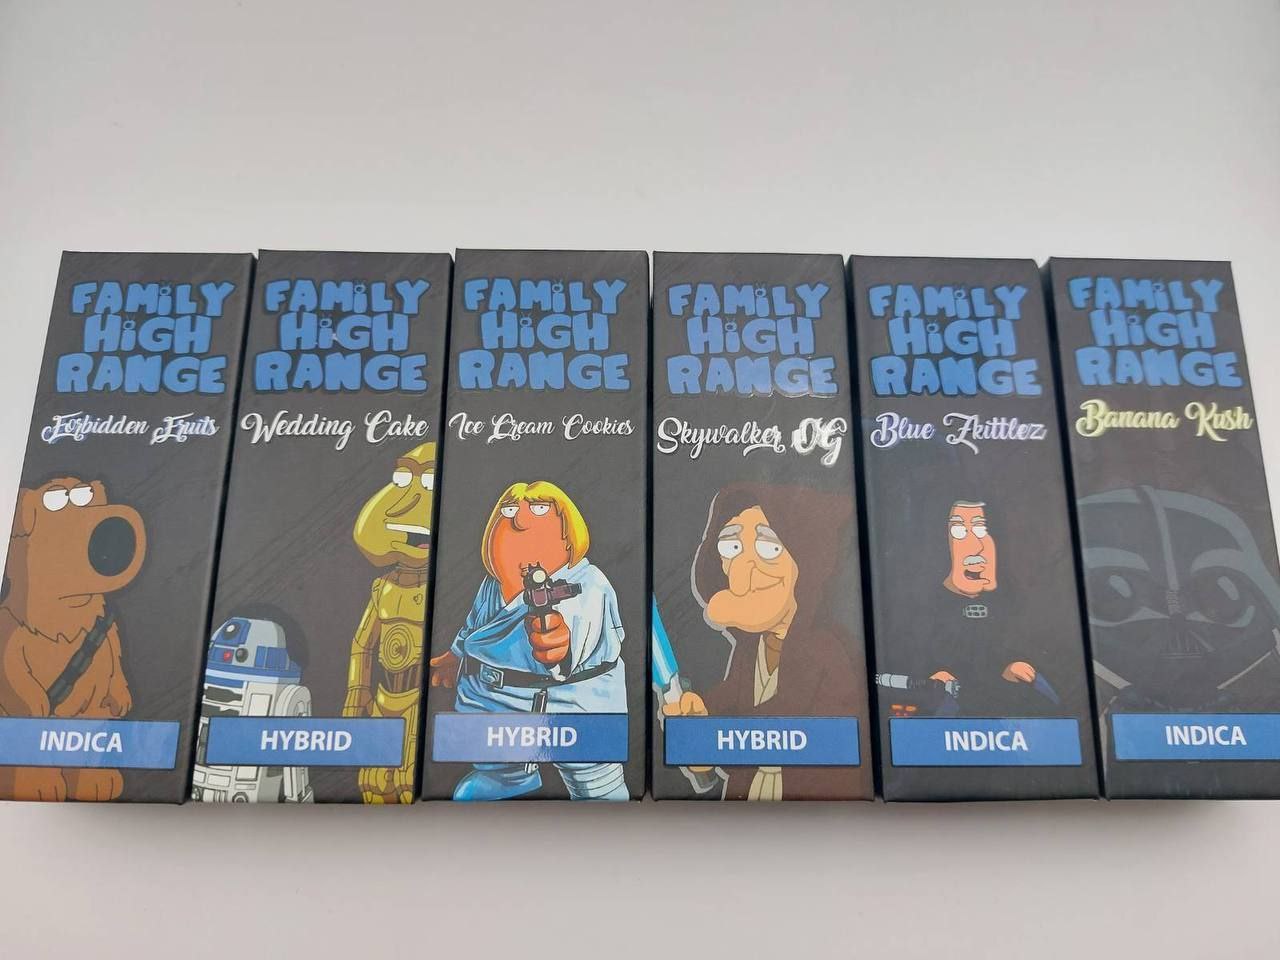 FAMiLY
HiGH
RANGE
Forbidden Fruits
INDICA
FAMiLY
HiGH
RANGE
Wedding Cake
HYBRID
FAMiLY
HiGH
RANGE
Ice Cream Cookies
HYBRID
FAMiLY
HiGH
RANGE
Skywalker OG
HYBRID
FAMiLY
HiGH
RANGE
Blue Zkittlez
INDICA
FAMiLY
HiGH
RANGE
Banana Kush
INDICA